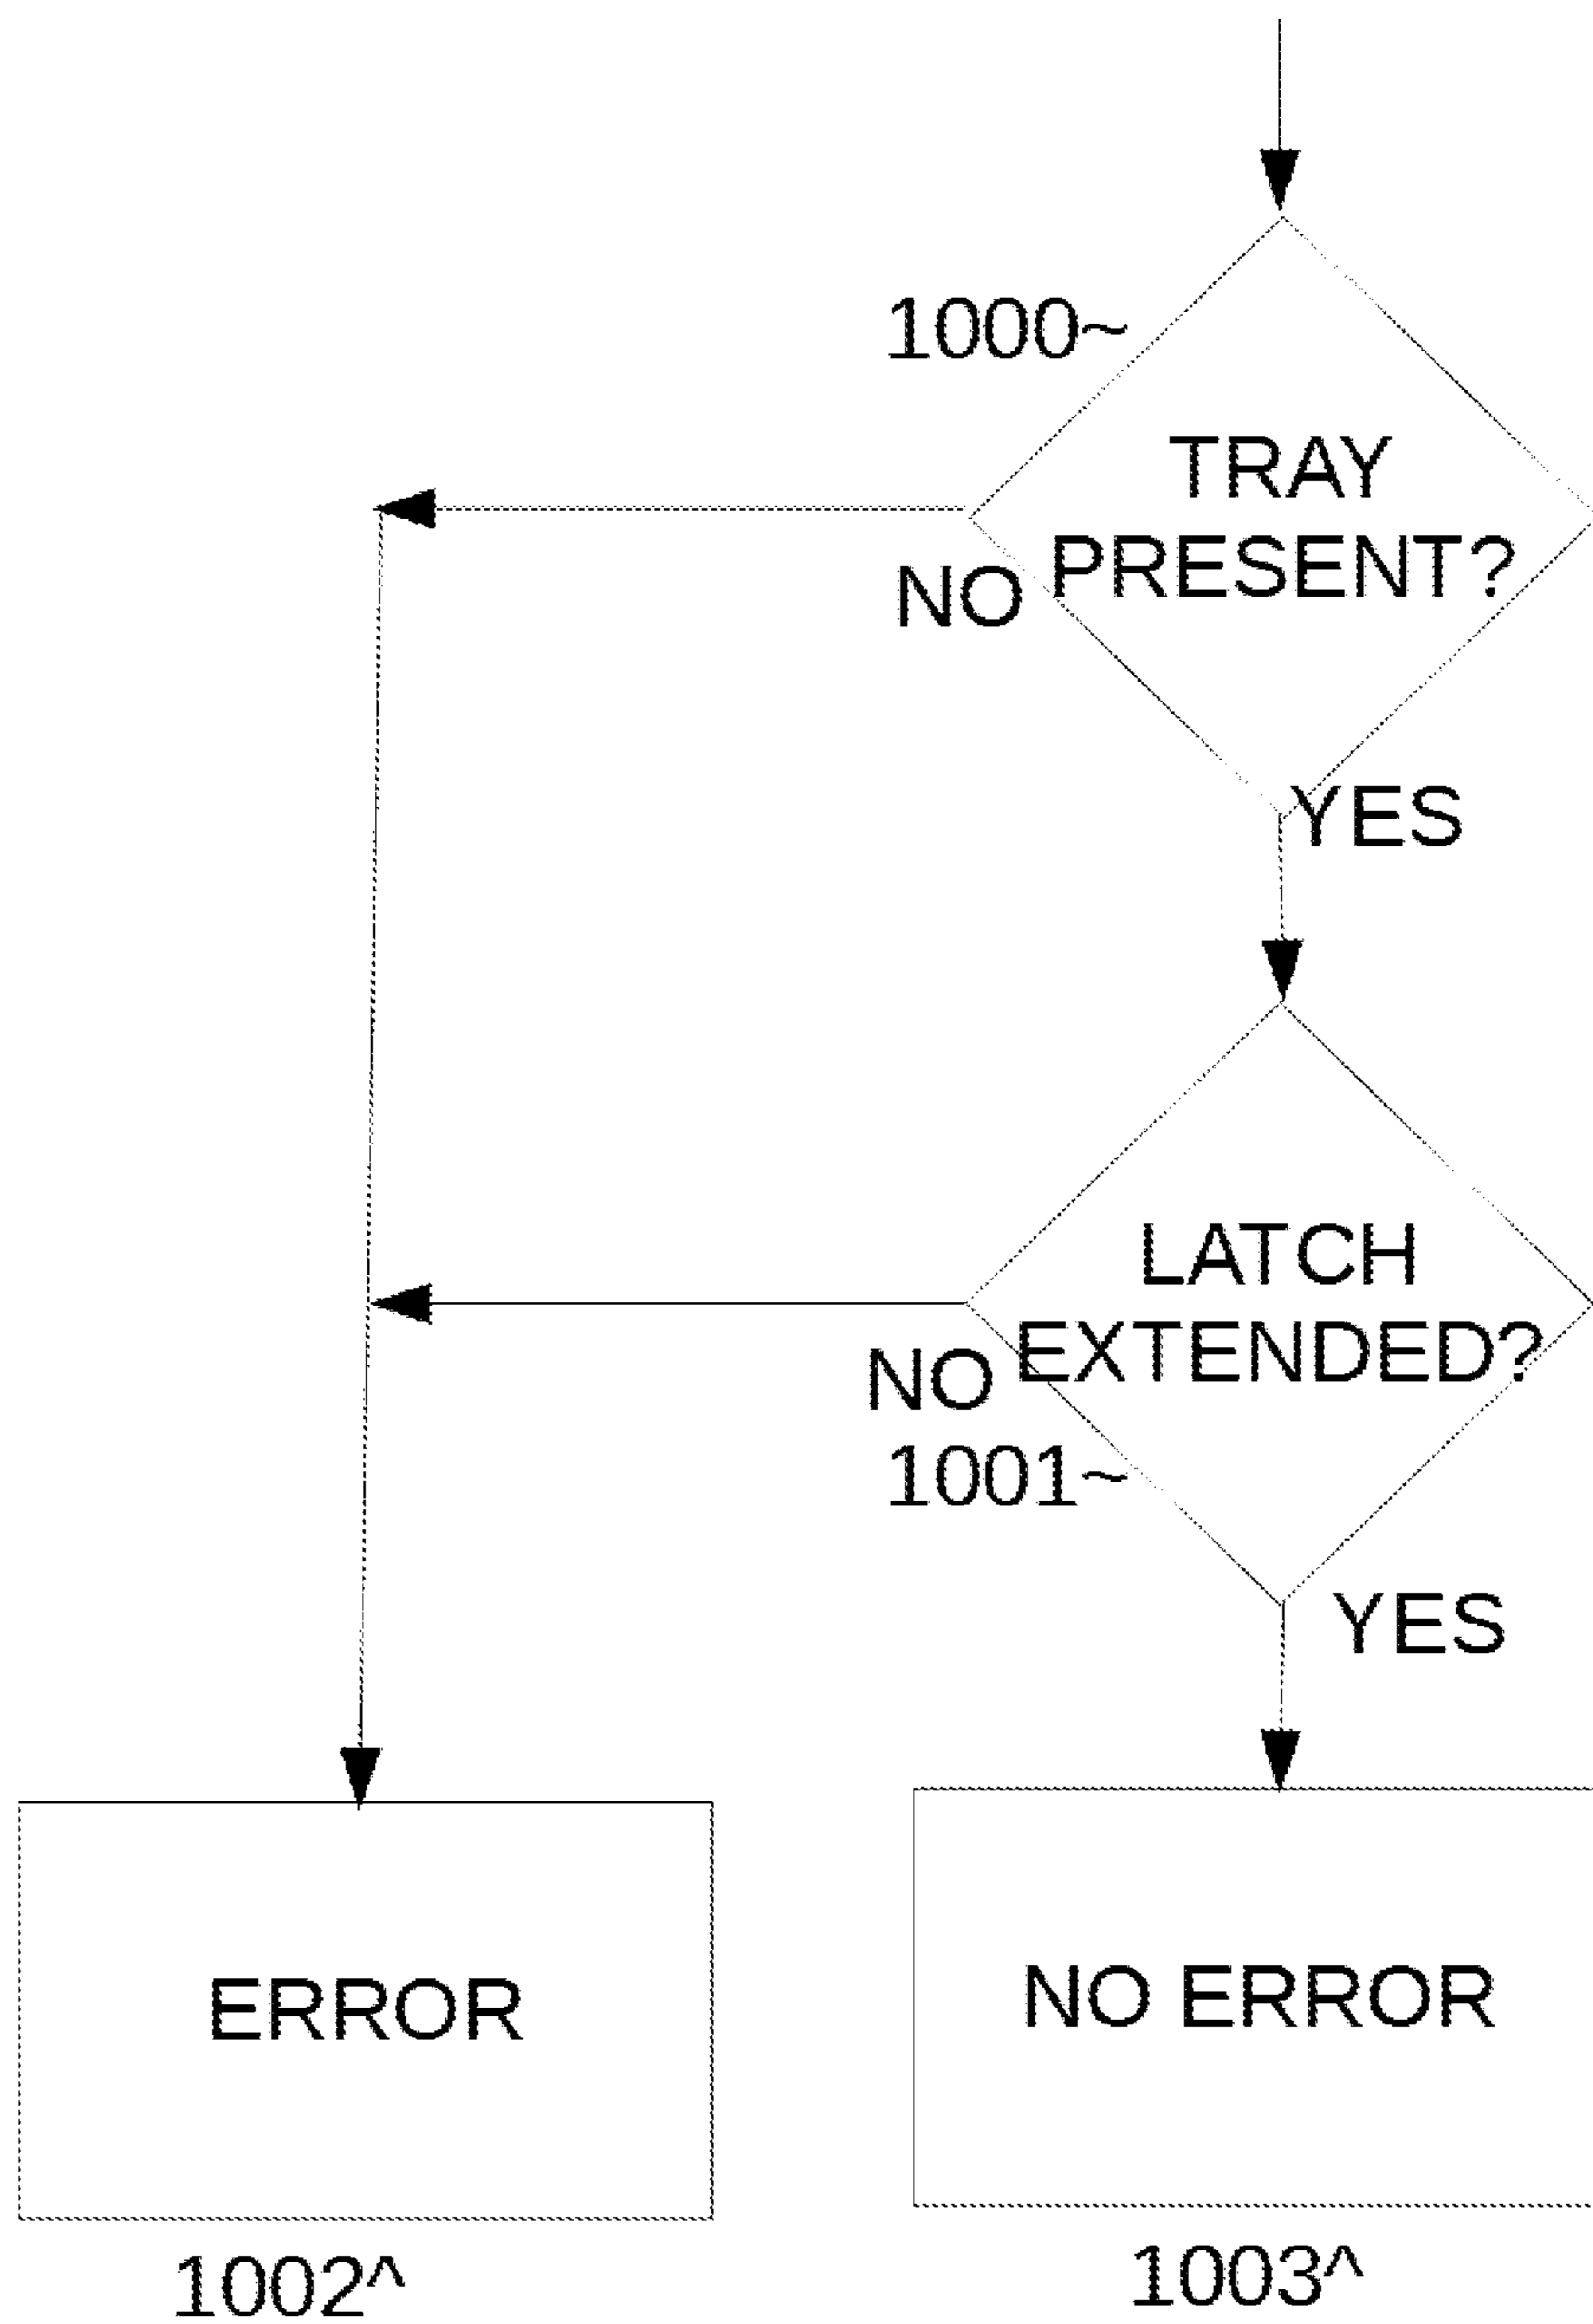 1000~
TRAY
PRESENT?
NO
YES
LATCH
EXTENDED?
NO
1001~
YES
ERROR
NO ERROR
1002^
1003^